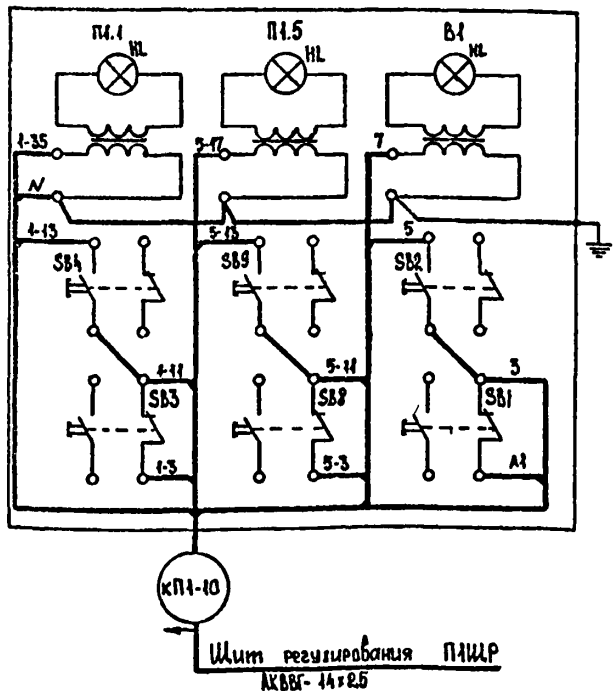 П1.1 П1.5 В1
HL HL HL
1-35 5-17 7
N
1-13 5-13 5
SB4 SB9 SB2
1-11 5-11 3
SB3 SB8 SB1
1-3 5-3 А1
КП1-10
Щит регулирования П1ЩР
АКВВГ- 14×2.5